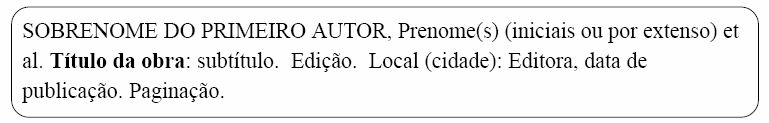 SOBRENOME DO PRIMEIRO AUTOR, Prenome(s) (iniciais ou por extenso) et
al. Título da obra: subtítulo. Edição. Local (cidade): Editora, data de
publicação. Paginação.